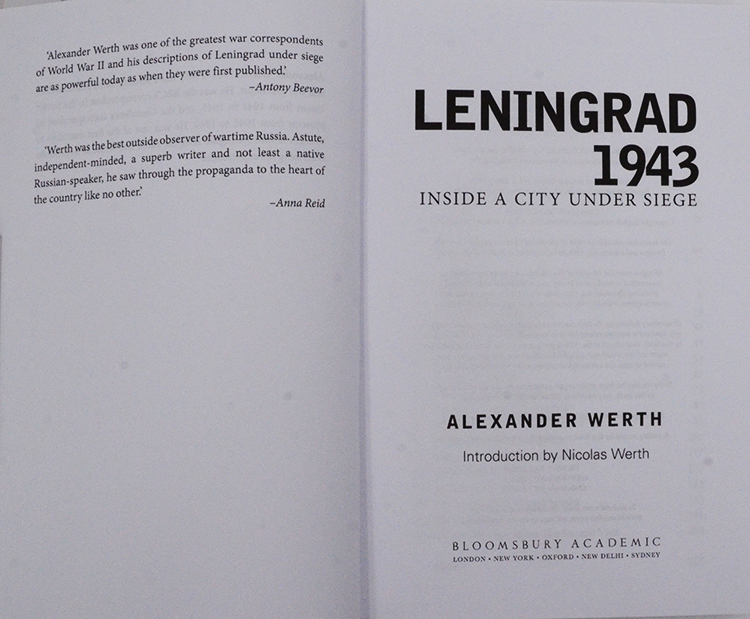 'Alexander Werth was one of the greatest war correspondents
of World War II and his descriptions of Leningrad under siege
are as powerful today as when they were first published.'
–Antony Beevor
'Werth was the best outside observer of wartime Russia. Astute,
independent-minded, a superb writer and not least a native
Russian-speaker, he saw through the propaganda to the heart of
the country like no other.'
–Anna Reid
LENINGRAD
1943
INSIDE A CITY UNDER SIEGE
ALEXANDER WERTH
Introduction by Nicolas Werth
BLOOMSBURY ACADEMIC
LONDON • NEW YORK • OXFORD • NEW DELHI • SYDNEY